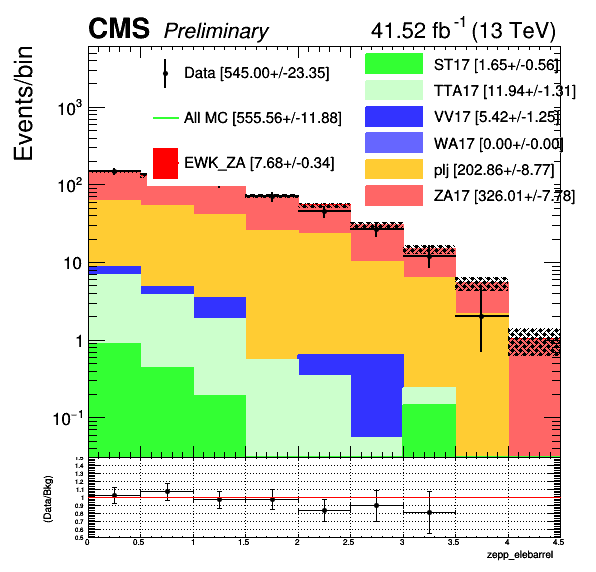 CMS Preliminary 41.52 fb⁻¹ (13 TeV)
Events/bin
Data [545.00+/-23.35]
All MC [555.56+/-11.88]
EWK_ZA [7.68+/-0.34]
ST17 [1.65+/-0.56]
TTA17 [11.94+/-1.31]
VV17 [5.42+/-1.25]
WA17 [0.00+/-0.00]
plj [202.86+/-8.77]
ZA17 [326.01+/-7.78]
10³
10²
10
1
10⁻¹
(Data/Bkg)
1.5
1.4
1.3
1.2
1.1
1
0.9
0.8
0.7
0.6
0.5
0 0.5 1 1.5 2 2.5 3 3.5 4 4.5
zepp_elebarrel